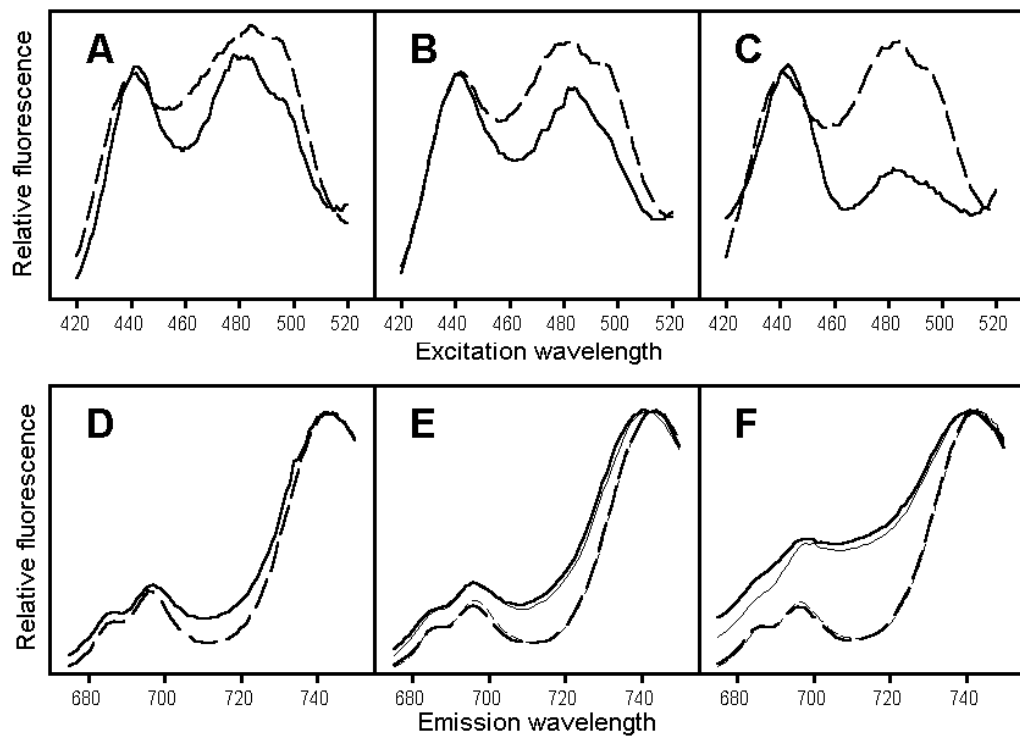 A B C
Relative fluorescence
420 440 460 480 500 520 420 440 460 480 500 520 420 440 460 480 500 520
Excitation wavelength
D E F
Relative fluorescence
680 700 720 740 680 700 720 740 680 700 720 740
Emission wavelength